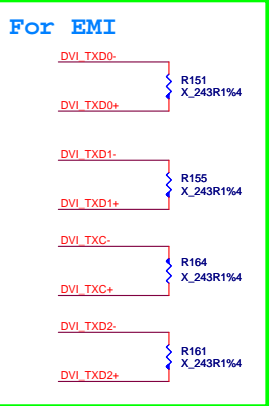 For EMI
DVI_TXD0-
R151
X_243R1%4
DVI_TXD0+
DVI_TXD1-
R155
X_243R1%4
DVI_TXD1+
DVI_TXC-
R164
X_243R1%4
DVI_TXC+
DVI_TXD2-
R161
X_243R1%4
DVI_TXD2+